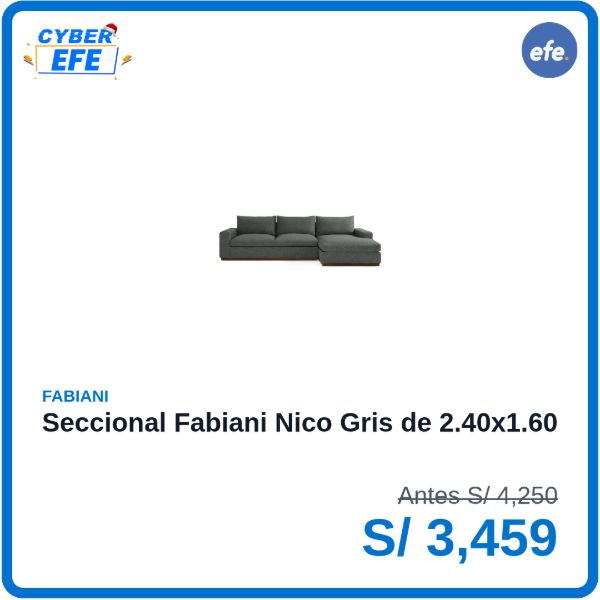 CYBER
EFE
efe.
FABIANI
Seccional Fabiani Nico Gris de 2.40x1.60
Antes S/ 4,250
S/ 3,459